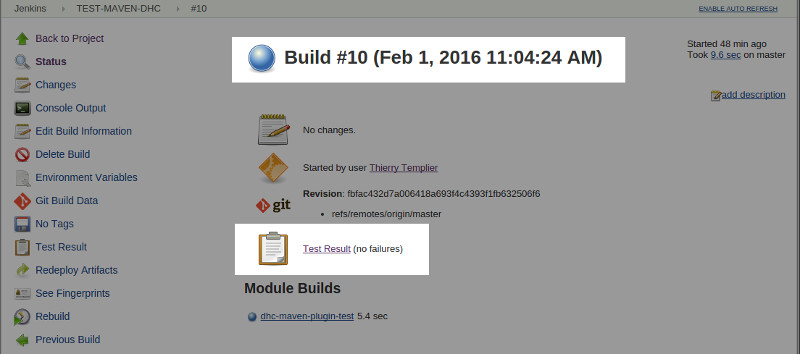 Jenkins › TEST-MAVEN-DHC › #10
ENABLE AUTO REFRESH
Back to Project
Status
Changes
Console Output
Edit Build Information
Delete Build
Environment Variables
Git Build Data
No Tags
Test Result
Redeploy Artifacts
See Fingerprints
Rebuild
Previous Build
Build #10 (Feb 1, 2016 11:04:24 AM)
Started 48 min ago
Took 9.6 sec on master
add description
No changes.
Started by user Thierry Templier
git
Revision: fbfac432d7a006418a693f4c4393f1fb632506f6
• refs/remotes/origin/master
Test Result (no failures)
Module Builds
dhc-maven-plugin-test 5.4 sec